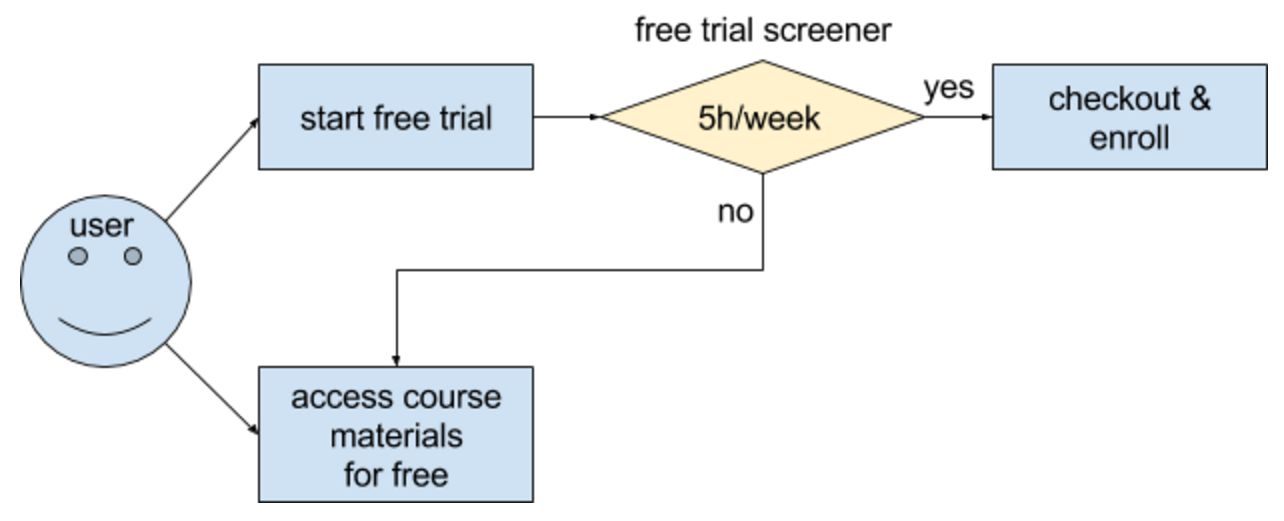 free trial screener
start free trial
5h/week
yes
checkout &
enroll
no
user
access course
materials
for free